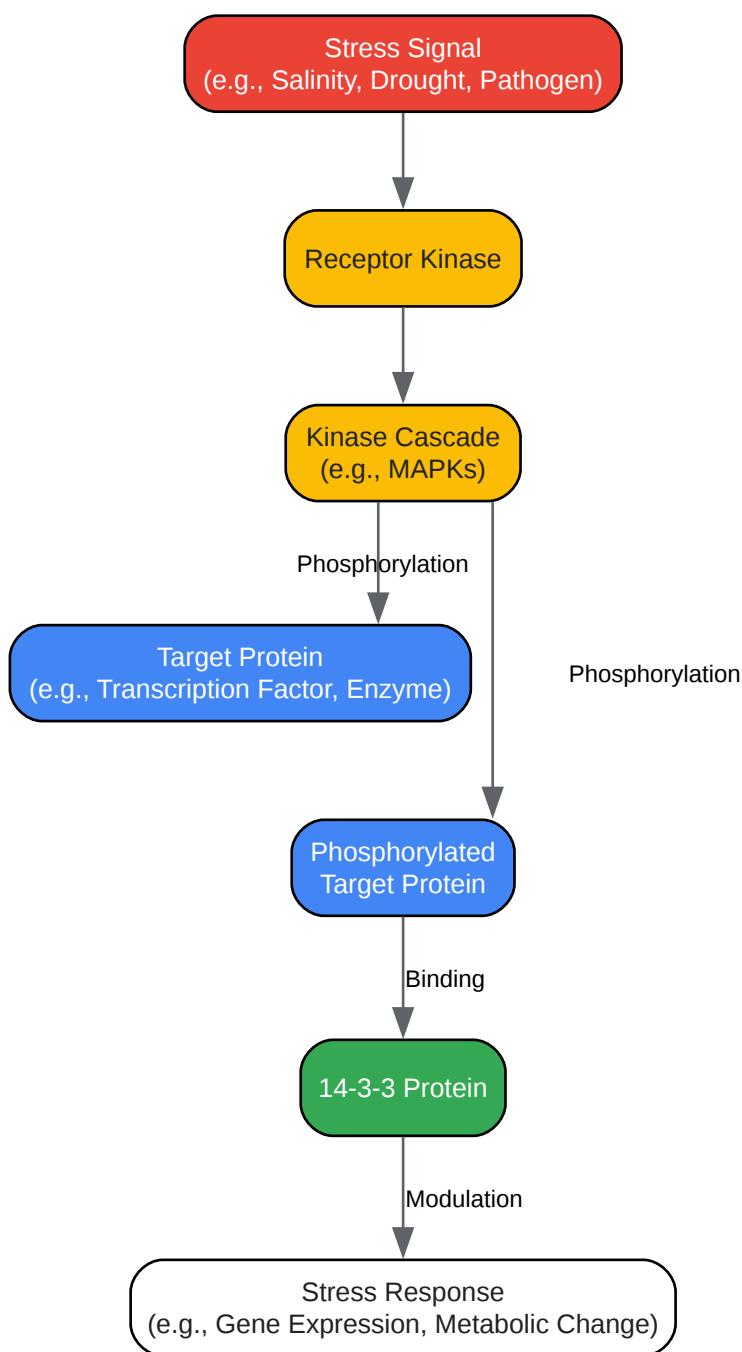 Stress Signal
(e.g., Salinity, Drought, Pathogen)
Receptor Kinase
Kinase Cascade
(e.g., MAPKs)
Phosphorylation
Target Protein
(e.g., Transcription Factor, Enzyme)
Phosphorylation
Phosphorylated
Target Protein
Binding
14-3-3 Protein
Modulation
Stress Response
(e.g., Gene Expression, Metabolic Change)